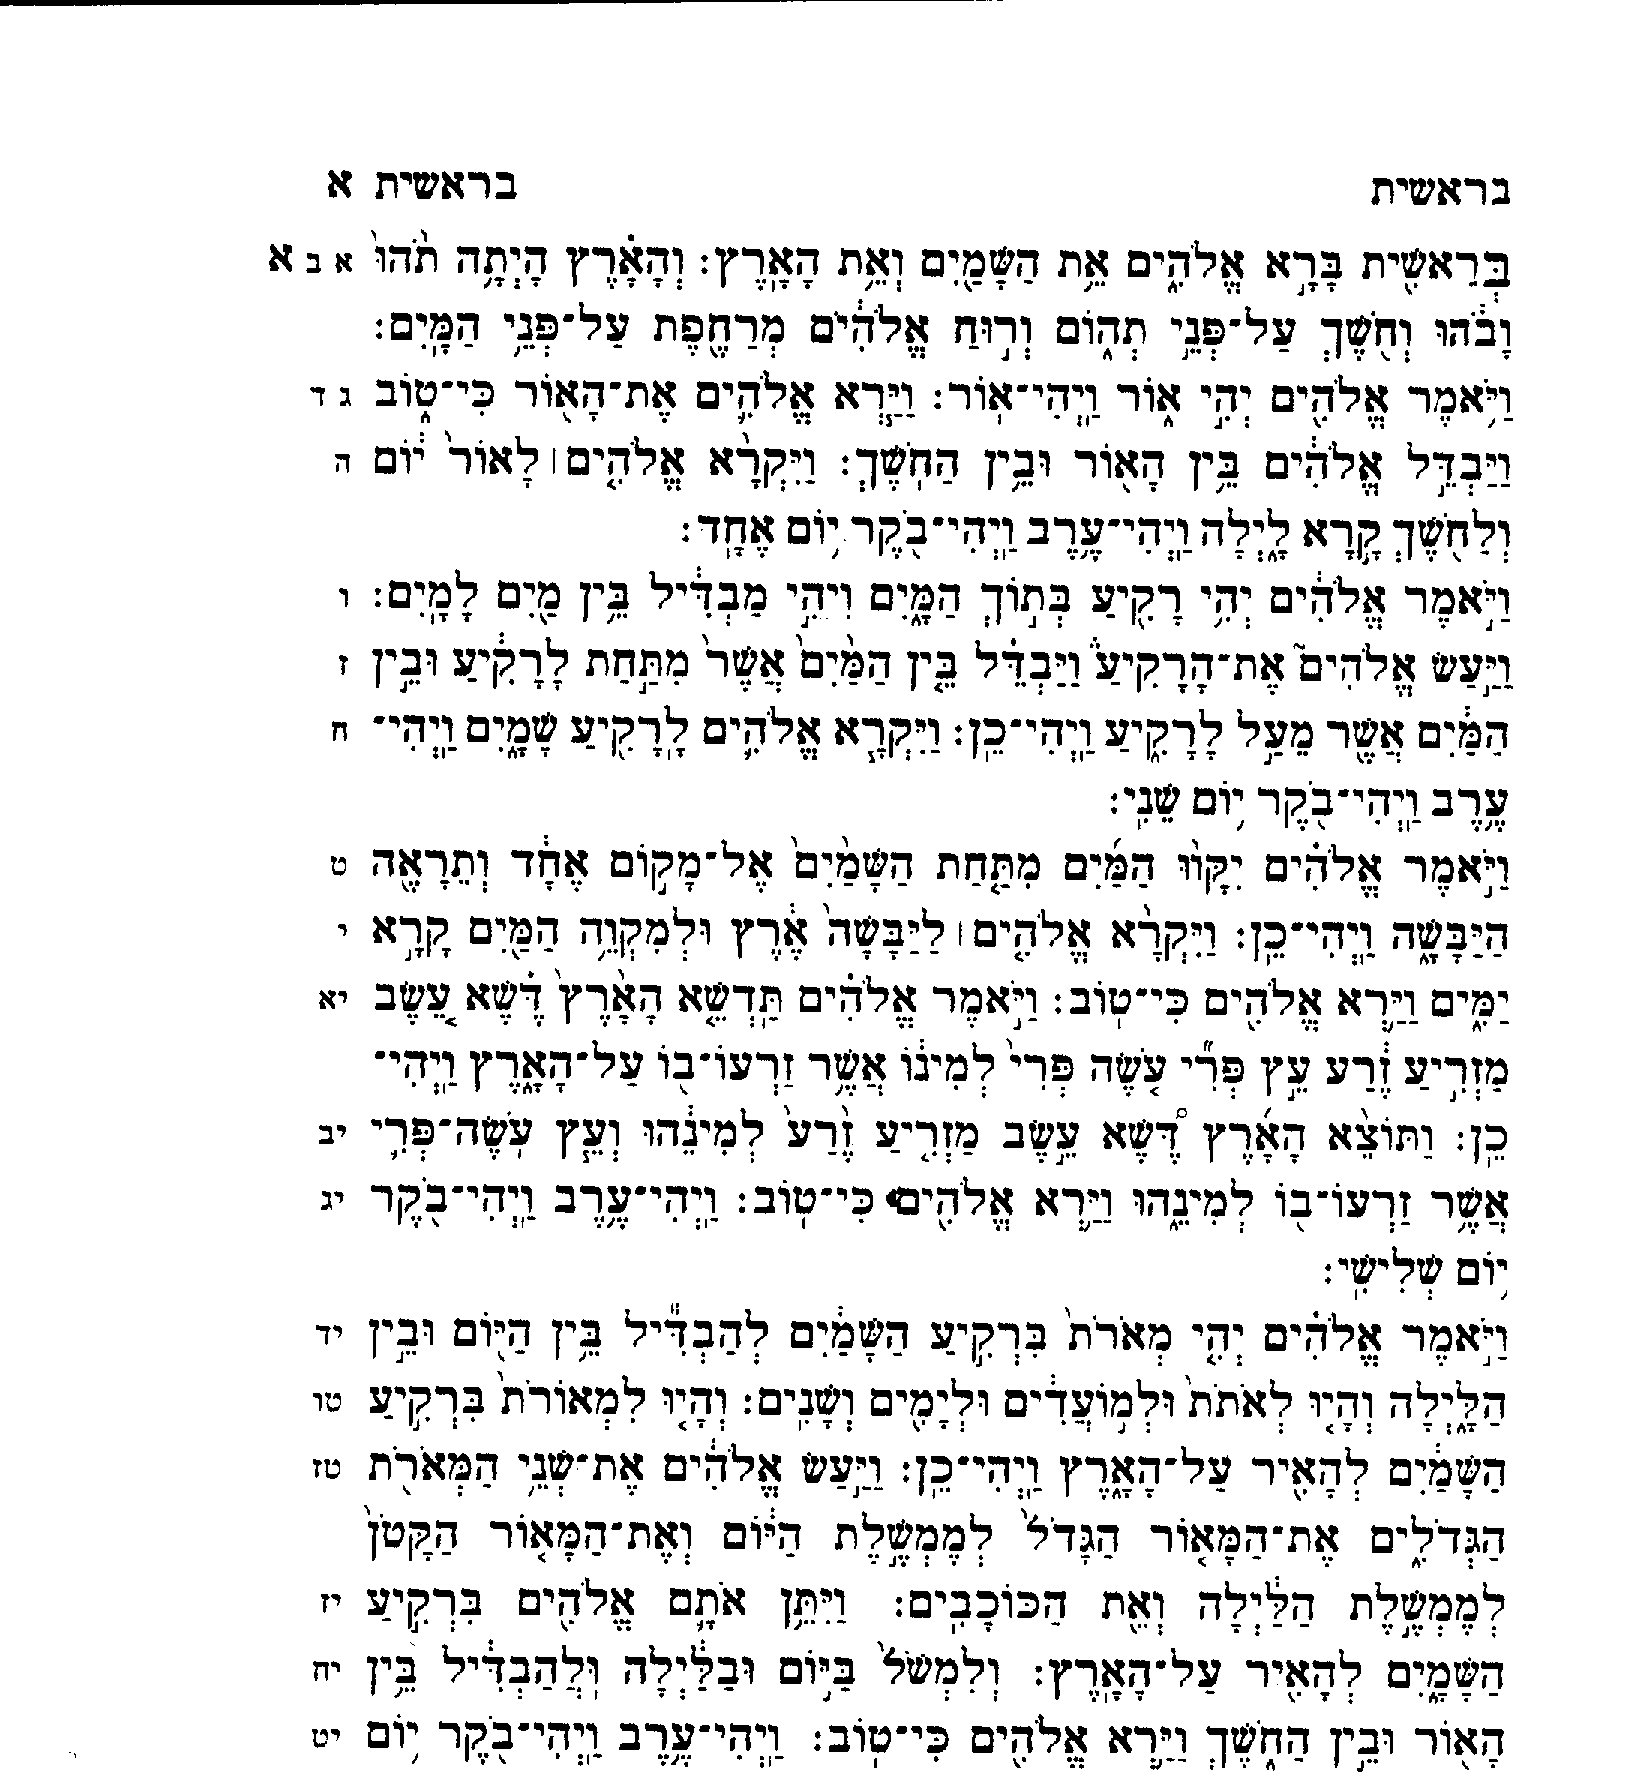 בראשית
בראשית א
בְּרֵאשִׁ֖ית בָּרָ֣א אֱלֹהִ֑ים אֵ֥ת הַשָּׁמַ֖יִם וְאֵ֥ת הָאָֽרֶץ׃ וְהָאָ֗רֶץ הָיְתָ֥ה תֹ֙הוּ֙ א ב א
וָבֹ֔הוּ וְחֹ֖שֶׁךְ עַל־פְּנֵ֣י תְה֑וֹם וְר֣וּחַ אֱלֹהִ֔ים מְרַחֶ֖פֶת עַל־פְּנֵ֥י הַמָּֽיִם׃
וַיֹּ֥אמֶר אֱלֹהִ֖ים יְהִ֣י א֑וֹר וַֽיְהִי־אֽוֹר׃ וַיַּ֧רְא אֱלֹהִ֛ים אֶת־הָא֖וֹר כִּי־ט֑וֹב ג ד
וַיַּבְדֵּ֣ל אֱלֹהִ֔ים בֵּ֥ין הָא֖וֹר וּבֵ֥ין הַחֹֽשֶׁךְ׃ וַיִּקְרָ֨א אֱלֹהִ֤ים׀ לָאוֹר֙ י֔וֹם ה
וְלַחֹ֖שֶׁךְ קָ֣רָא לָ֑יְלָה וַֽיְהִי־עֶ֥רֶב וַֽיְהִי־בֹ֖קֶר י֥וֹם אֶחָֽד׃
וַיֹּ֣אמֶר אֱלֹהִ֔ים יְהִ֥י רָקִ֖יעַ בְּת֣וֹךְ הַמָּ֑יִם וִיהִ֣י מַבְדִּ֔יל בֵּ֥ין מַ֖יִם לָמָֽיִם׃ ו
וַיַּ֣עַשׂ אֱלֹהִים֮ אֶת־הָרָקִיעַ֒ וַיַּבְדֵּ֗ל בֵּ֤ין הַמַּ֙יִם֙ אֲשֶׁר֙ מִתַּ֣חַת לָרָקִ֔יעַ וּבֵ֣ין ז
הַמַּ֔יִם אֲשֶׁ֖ר מֵעַ֣ל לָרָקִ֑יעַ וַֽיְהִי־כֵֽן׃ וַיִּקְרָ֧א אֱלֹהִ֛ים לָֽרָקִ֖יעַ שָׁמָ֑יִם וַֽיְהִי־ ח
עֶ֥רֶב וַֽיְהִי־בֹ֖קֶר י֥וֹם שֵׁנִֽי׃
וַיֹּ֣אמֶר אֱלֹהִ֗ים יִקָּו֨וּ הַמַּ֜יִם מִתַּ֤חַת הַשָּׁמַ֙יִם֙ אֶל־מָק֣וֹם אֶחָ֔ד וְתֵרָאֶ֖ה ט
הַיַּבָּשָׁ֑ה וַֽיְהִי־כֵֽן׃ וַיִּקְרָ֨א אֱלֹהִ֤ים׀ לַיַּבָּשָׁה֙ אֶ֔רֶץ וּלְמִקְוֵ֥ה הַמַּ֖יִם קָרָ֣א י
יַמִּ֑ים וַיַּ֥רְא אֱלֹהִ֖ים כִּי־טֽוֹב׃ וַיֹּ֣אמֶר אֱלֹהִ֗ים תַּֽדְשֵׁ֤א הָאָ֙רֶץ֙ דֶּ֔שֶׁא עֵ֚שֶׂב יא
מַזְרִ֣יעַ זֶ֔רַע עֵ֣ץ פְּרִ֞י עֹ֤שֶׂה פְּרִי֙ לְמִינ֔וֹ אֲשֶׁ֥ר זַרְעוֹ־ב֖וֹ עַל־הָאָ֑רֶץ וַֽיְהִי־
כֵֽן׃ וַתּוֹצֵ֨א הָאָ֜רֶץ דֶּ֠שֶׁא עֵ֣שֶׂב מַזְרִ֤יעַ זֶ֙רַע֙ לְמִינֵ֔הוּ וְעֵ֧ץ עֹֽשֶׂה־פְּרִ֛י יב
אֲשֶׁ֥ר זַרְעוֹ־ב֖וֹ לְמִינֵ֑הוּ וַיַּ֥רְא אֱלֹהִ֖ים כִּי־טֽוֹב׃ וַֽיְהִי־עֶ֥רֶב וַֽיְהִי־בֹ֖קֶר יג
י֥וֹם שְׁלִישִֽׁי׃
וַיֹּ֣אמֶר אֱלֹהִ֗ים יְהִ֤י מְאֹרֹת֙ בִּרְקִ֣יעַ הַשָּׁמַ֔יִם לְהַבְדִּ֕יל בֵּ֥ין הַיּ֖וֹם וּבֵ֣ין יד
הַלָּ֑יְלָה וְהָי֤וּ לְאֹתֹת֙ וּלְמ֣וֹעֲדִ֔ים וּלְיָמִ֖ים וְשָׁנִֽים׃ וְהָי֤וּ לִמְאוֹרֹת֙ בִּרְקִ֣יעַ טו
הַשָּׁמַ֔יִם לְהָאִ֖יר עַל־הָאָ֑רֶץ וַֽיְהִי־כֵֽן׃ וַיַּ֣עַשׂ אֱלֹהִ֔ים אֶת־שְׁנֵ֥י הַמְּאֹרֹ֖ת טז
הַגְּדֹלִ֑ים אֶת־הַמָּא֤וֹר הַגָּדֹל֙ לְמֶמְשֶׁ֣לֶת הַיּ֔וֹם וְאֶת־הַמָּא֤וֹר הַקָּטֹן֙
לְמֶמְשֶׁ֣לֶת הַלַּ֔יְלָה וְאֵ֖ת הַכּוֹכָבִֽים׃ וַיִּתֵּ֥ן אֹתָ֛ם אֱלֹהִ֖ים בִּרְקִ֣יעַ יז
הַשָּׁמָ֑יִם לְהָאִ֖יר עַל־הָאָֽרֶץ׃ וְלִמְשֹׁל֙ בַּיּ֣וֹם וּבַלַּ֔יְלָה וּֽלֲהַבְדִּ֔יל בֵּ֥ין יח
הָא֖וֹר וּבֵ֣ין הַחֹ֑שֶׁךְ וַיַּ֥רְא אֱלֹהִ֖ים כִּי־טֽוֹב׃ וַֽיְהִי־עֶ֥רֶב וַֽיְהִי־בֹ֖קֶר י֥וֹם יט